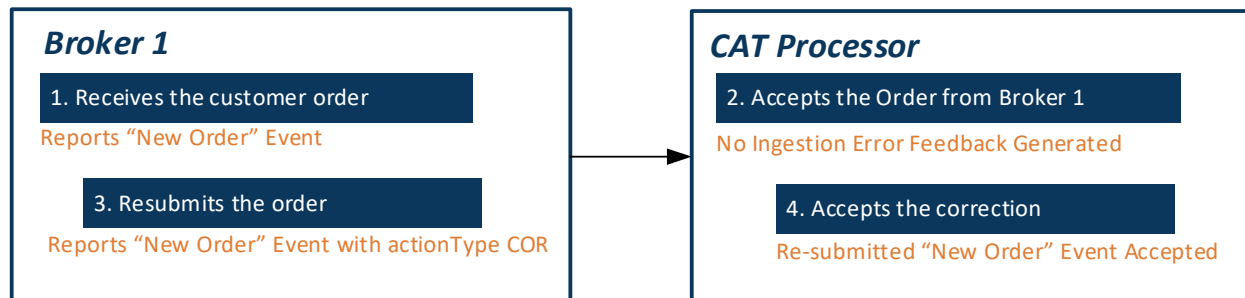 Broker 1
1. Receives the customer order
Reports “New Order” Event
3. Resubmits the order
Reports “New Order” Event with actionType COR
CAT Processor
2. Accepts the Order from Broker 1
No Ingestion Error Feedback Generated
4. Accepts the correction
Re-submitted “New Order” Event Accepted